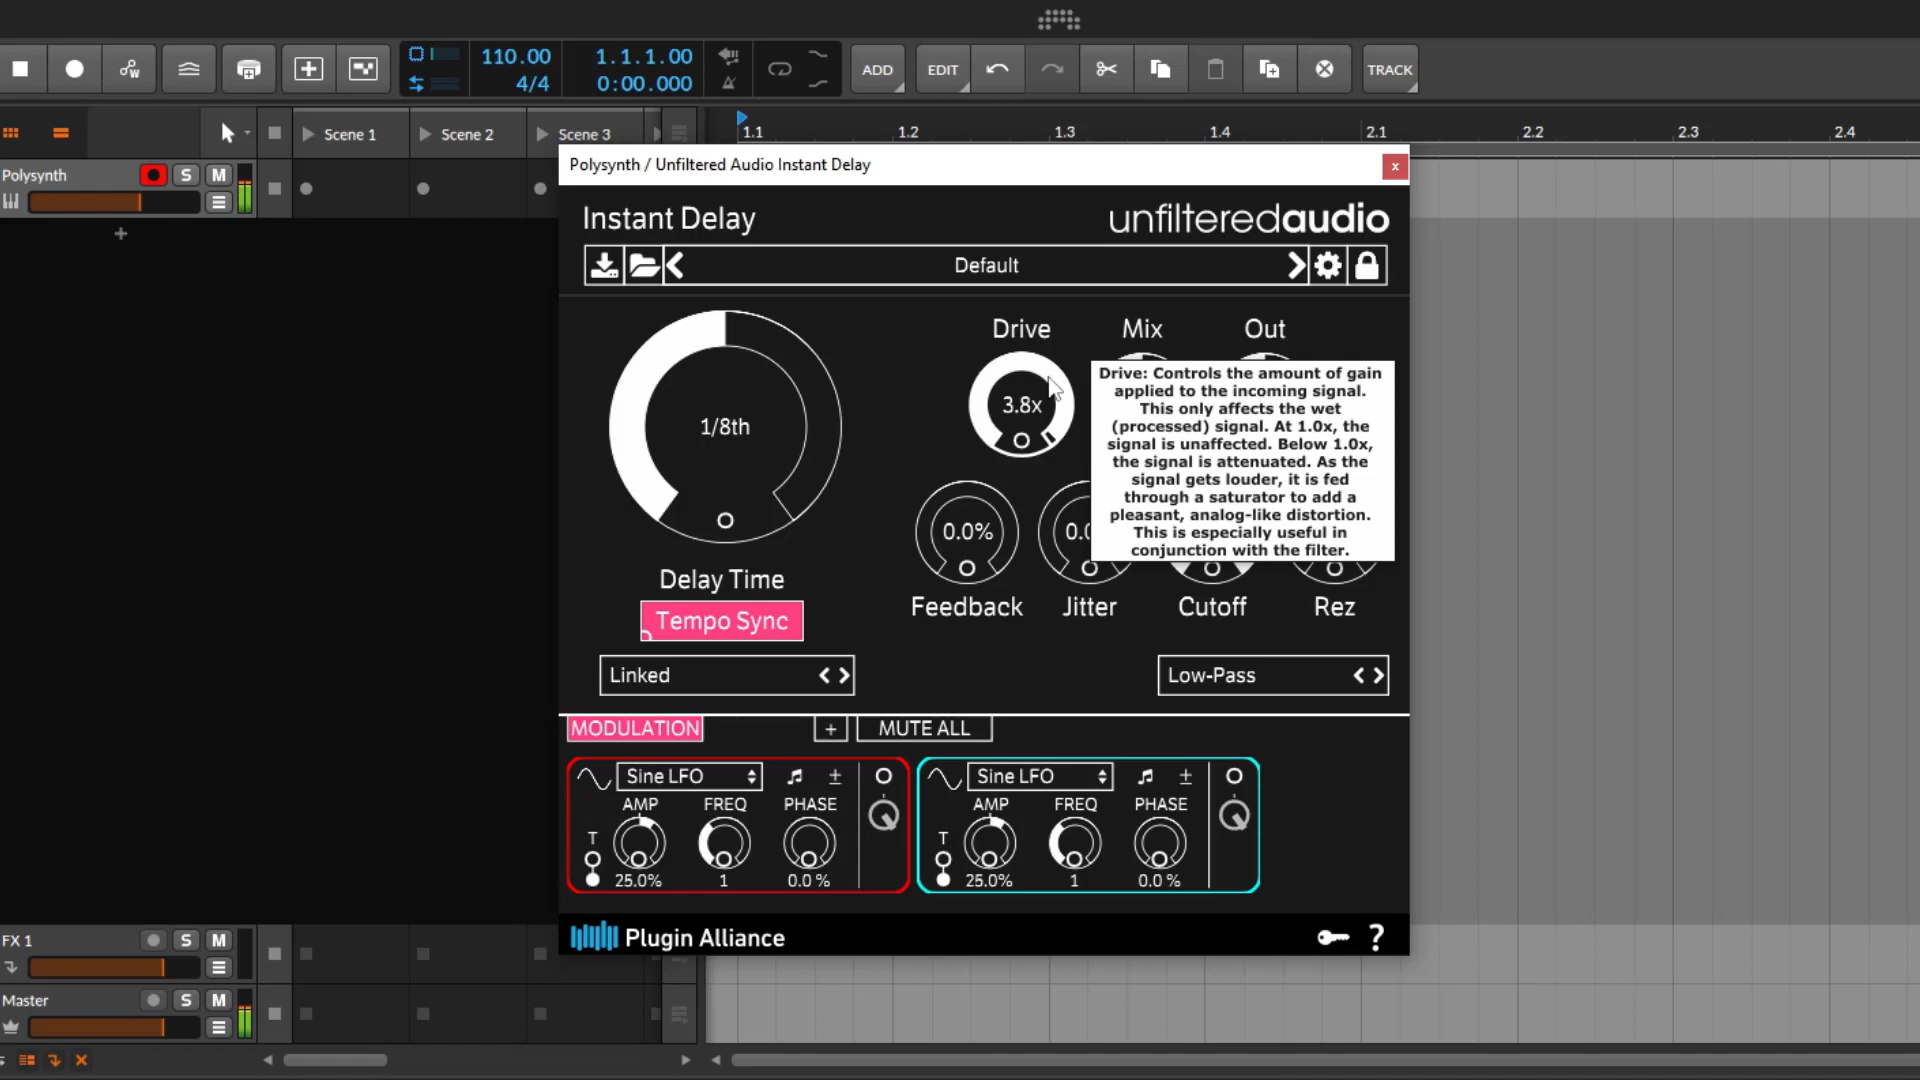 110.00
4/4
1.1.1.00
0:00.000
ADD
EDIT
TRACK
Scene 1
Scene 2
Scene 3
1.1
1.2
1.3
1.4
2.1
2.2
2.3
2.4
Polysynth
S
M
Polysynth / Unfiltered Audio Instant Delay
x
Instant Delay
unfilteredaudio
Default
Drive
Mix
Out
3.8x
1/8th
Drive: Controls the amount of gain
applied to the incoming signal.
This only affects the wet
(processed) signal. At 1.0x, the
signal is unaffected. Below 1.0x,
the signal is attenuated. As the
signal gets louder, it is fed
through a saturator to add a
pleasant, analog-like distortion.
This is especially useful in
conjunction with the filter.
0.0%
Delay Time
Feedback
Jitter
Cutoff
Rez
Tempo Sync
Linked
Low-Pass
MODULATION
+
MUTE ALL
Sine LFO
±
AMP
FREQ
PHASE
T
25.0%
1
0.0 %
Sine LFO
±
AMP
FREQ
PHASE
T
25.0%
1
0.0 %
Plugin Alliance
?
FX 1
S
M
Master
S
M